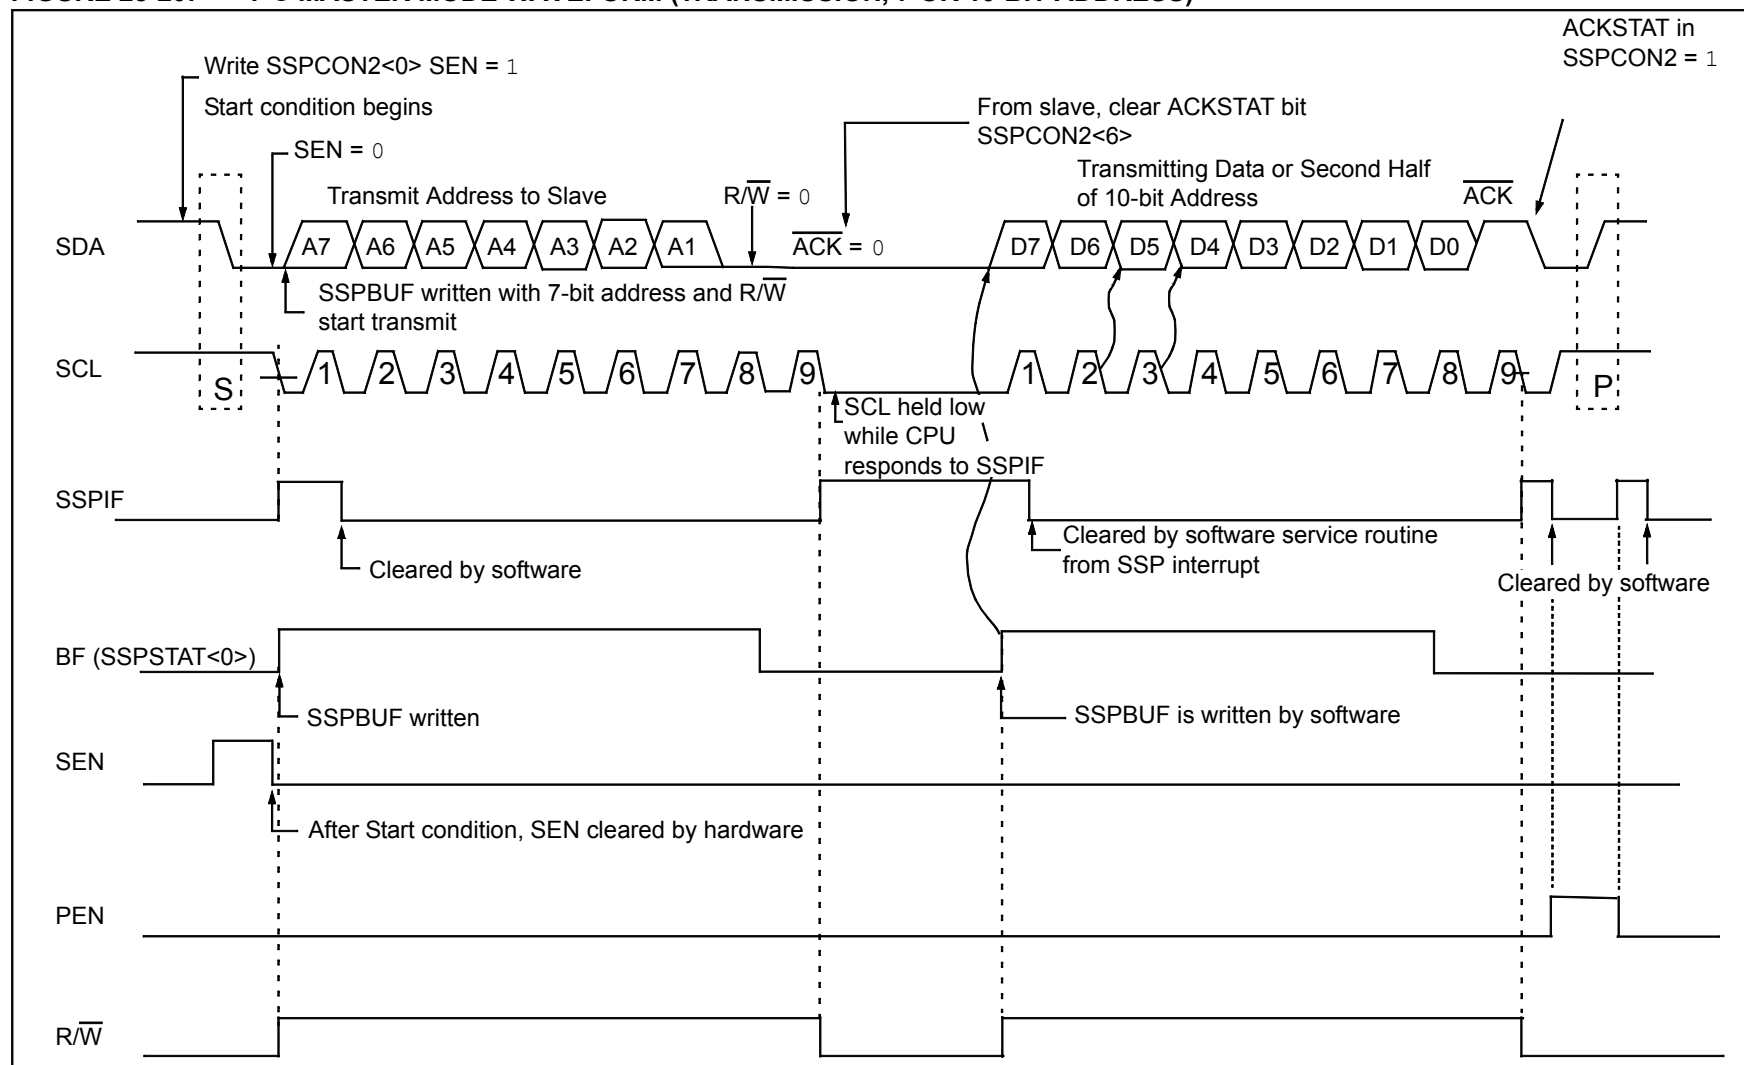 Write SSPCON2<0> SEN = 1
Start condition begins
ACKSTAT in
SSPCON2 = 1
From slave, clear ACKSTAT bit
SSPCON2<6>
SEN = 0
Transmit Address to Slave
R/W̅ = 0
Transmitting Data or Second Half
of 10-bit Address
A̅C̅K̅
SDA
A7 A6 A5 A4 A3 A2 A1
A̅C̅K̅ = 0
D7 D6 D5 D4 D3 D2 D1 D0
SSPBUF written with 7-bit address and R/W̅
start transmit
SCL
S
1 2 3 4 5 6 7 8 9
1 2 3 4 5 6 7 8 9
P
SCL held low
while CPU
responds to SSPIF
SSPIF
Cleared by software
Cleared by software service routine
from SSP interrupt
Cleared by software
BF (SSPSTAT<0>)
SSPBUF written
SSPBUF is written by software
SEN
After Start condition, SEN cleared by hardware
PEN
R/W̅